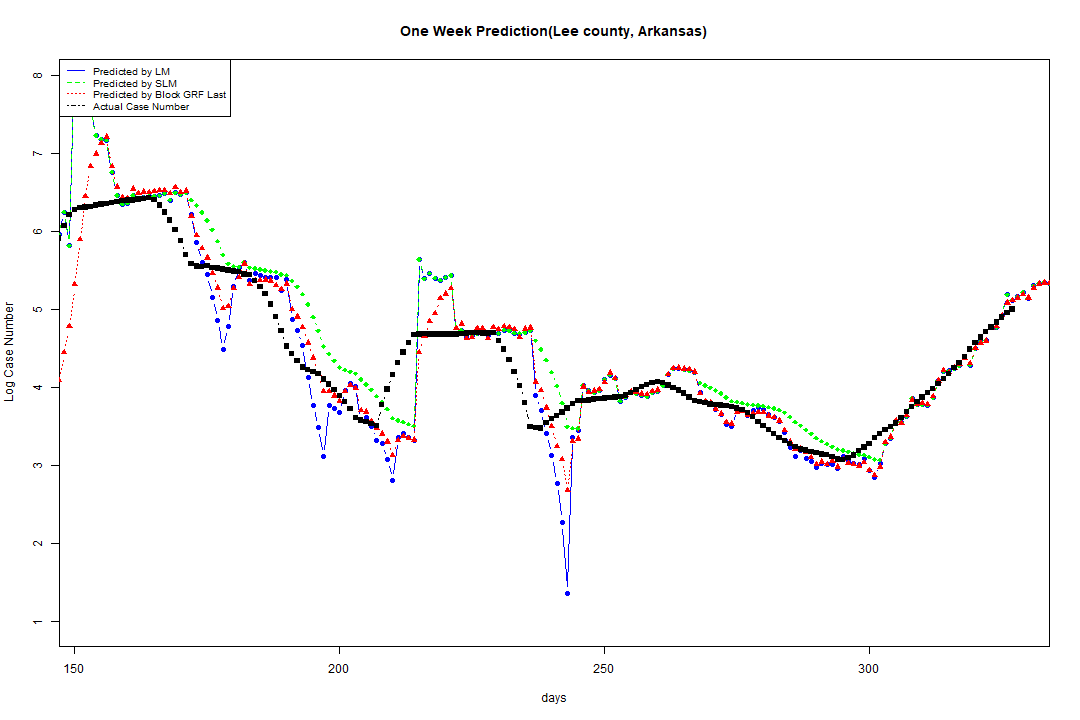 One Week Prediction(Lee county, Arkansas)
Predicted by LM
Predicted by SLM
Predicted by Block GRF Last
Actual Case Number
8
7
6
5
4
3
2
1
Log Case Number
150
200
250
300
days